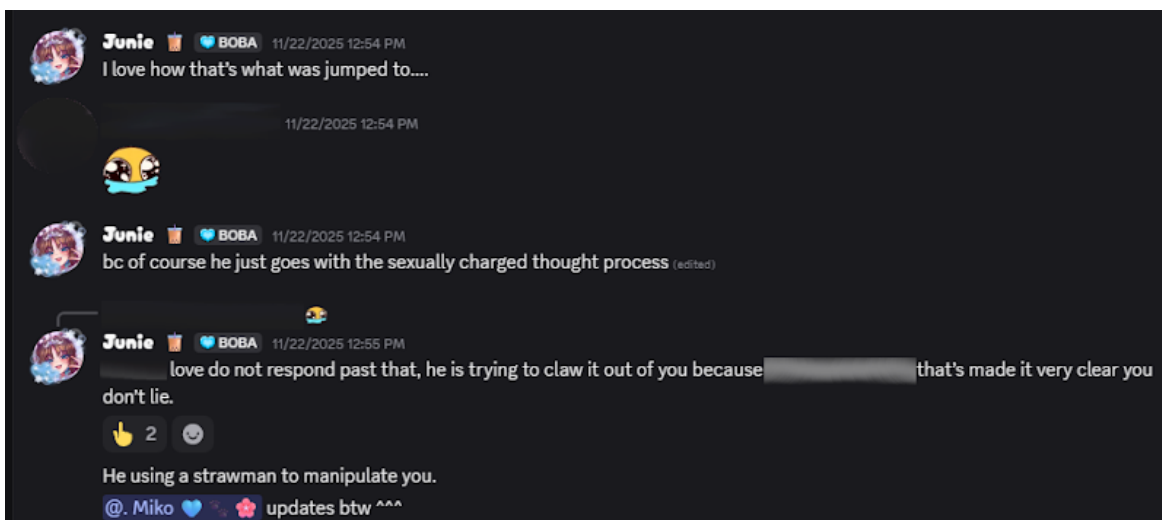 Junie BOBA 11/22/2025 12:54 PM
I love how that's what was jumped to....
11/22/2025 12:54 PM
Junie BOBA 11/22/2025 12:54 PM
bc of course he just goes with the sexually charged thought process (edited)
Junie BOBA 11/22/2025 12:55 PM
love do not respond past that, he is trying to claw it out of you because that's made it very clear you
don't lie.
2
He using a strawman to manipulate you.
@. Miko 🩵 🐾 🌸 updates btw ^^^